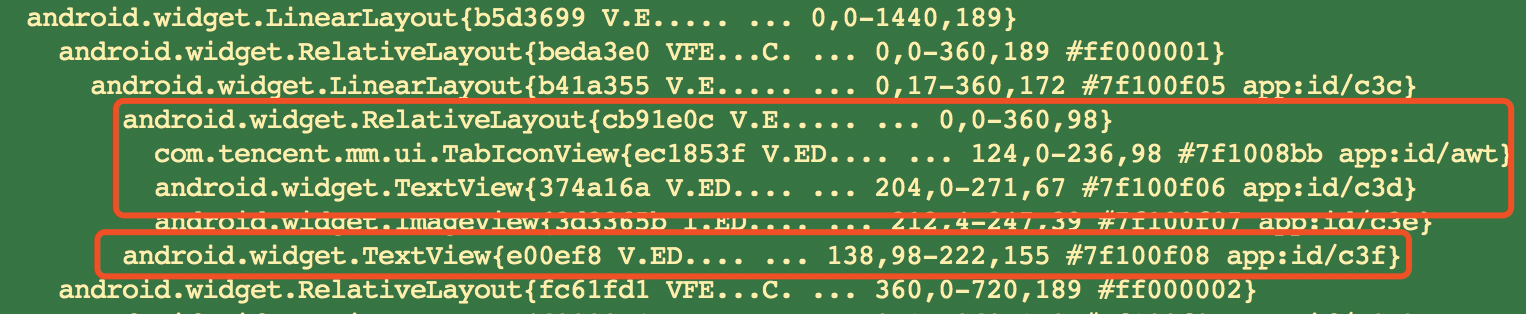 android.widget.LinearLayout{b5d3699 V.E..... ... 0,0-1440,189}
android.widget.RelativeLayout{beda3e0 VFE...C. ... 0,0-360,189 #ff000001}
android.widget.LinearLayout{b41a355 V.E..... ... 0,17-360,172 #7f100f05 app:id/c3c}
android.widget.RelativeLayout{cb91e0c V.E..... ... 0,0-360,98}
com.tencent.mm.ui.TabIconView{ec1853f V.ED.... ... 124,0-236,98 #7f1008bb app:id/awt}
android.widget.TextView{374a16a V.ED.... ... 204,0-271,67 #7f100f06 app:id/c3d}
android.widget.ImageView{3d3365b I.ED.... ... 212,4-247,39 #7f100f07 app:id/c3e}
android.widget.TextView{e00ef8 V.ED.... ... 138,98-222,155 #7f100f08 app:id/c3f}
android.widget.RelativeLayout{fc61fd1 VFE...C. ... 360,0-720,189 #ff000002}